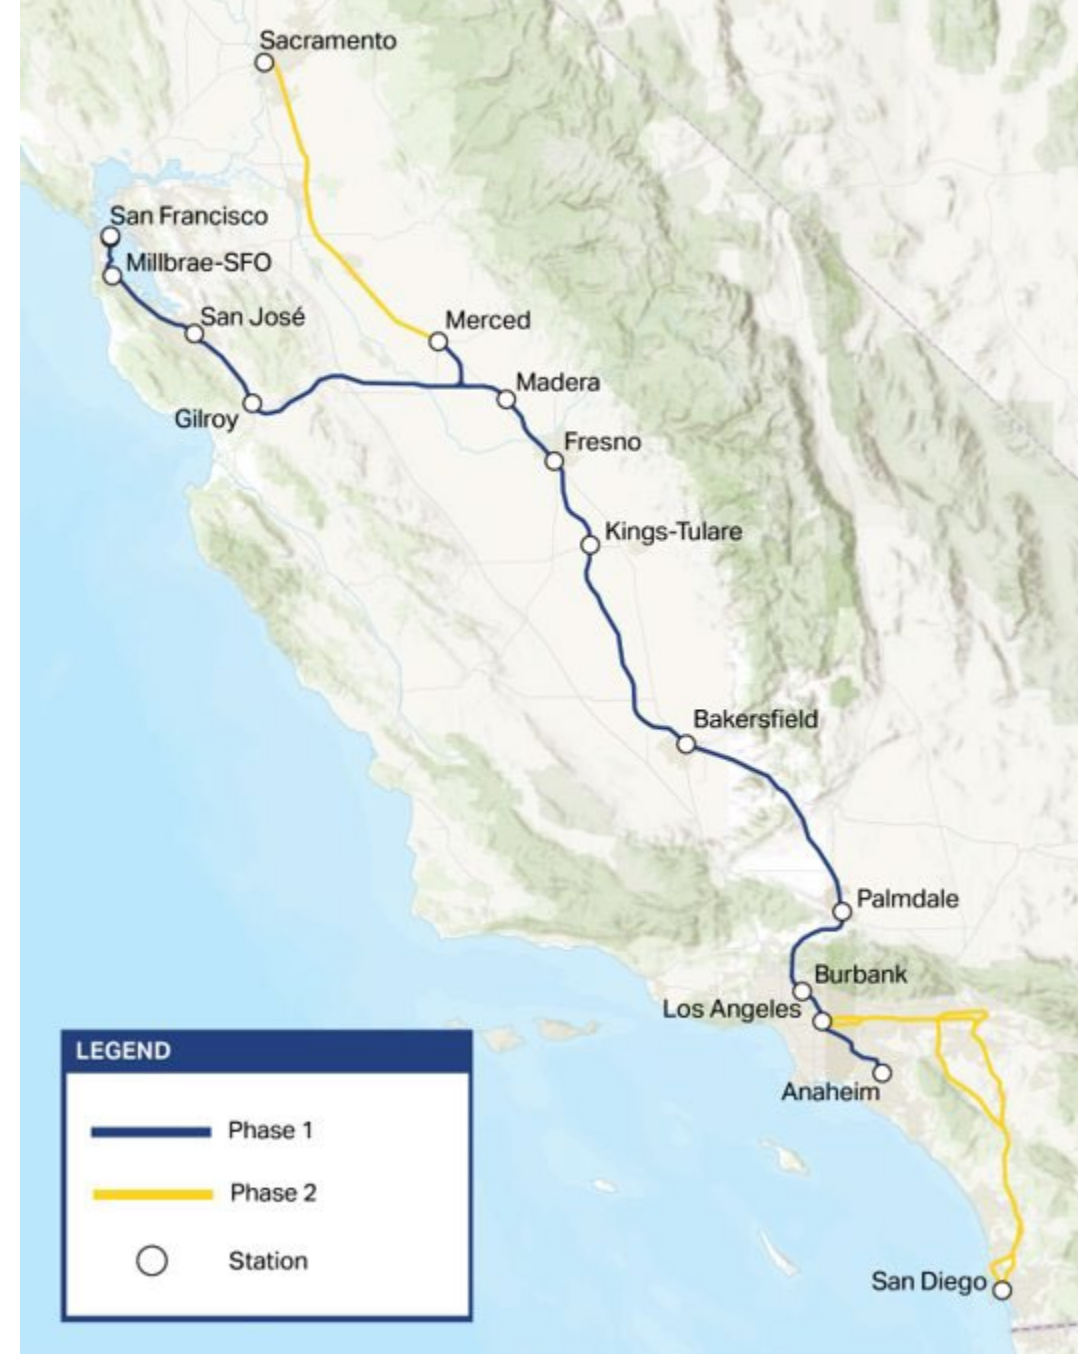 Sacramento
San Francisco
Millbrae-SFO
San José
Merced
Madera
Gilroy
Fresno
Kings-Tulare
Bakersfield
Palmdale
Burbank
Los Angeles
Anaheim
San Diego
LEGEND
Phase 1
Phase 2
Station